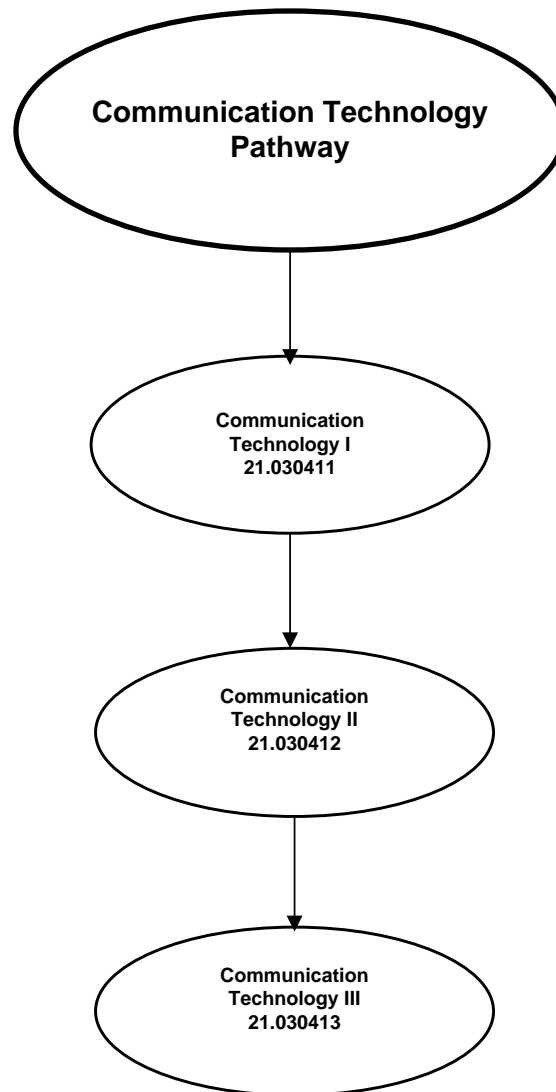 Communication Technology
Pathway
Communication
Technology I
21.030411
Communication
Technology II
21.030412
Communication
Technology III
21.030413